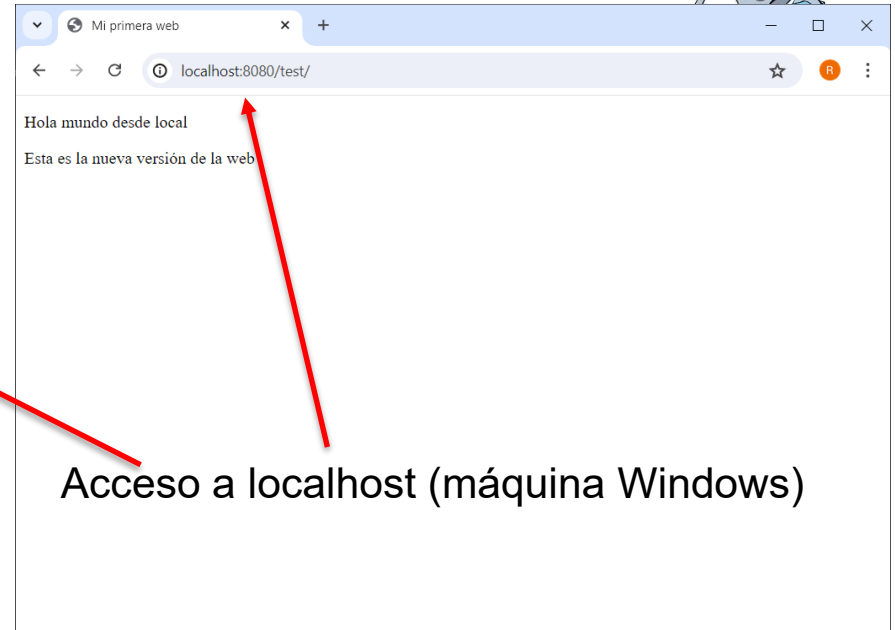 Mi primera web
localhost:8080/test/
R
Hola mundo desde local
Esta es la nueva versión de la web
Acceso a localhost (máquina Windows)